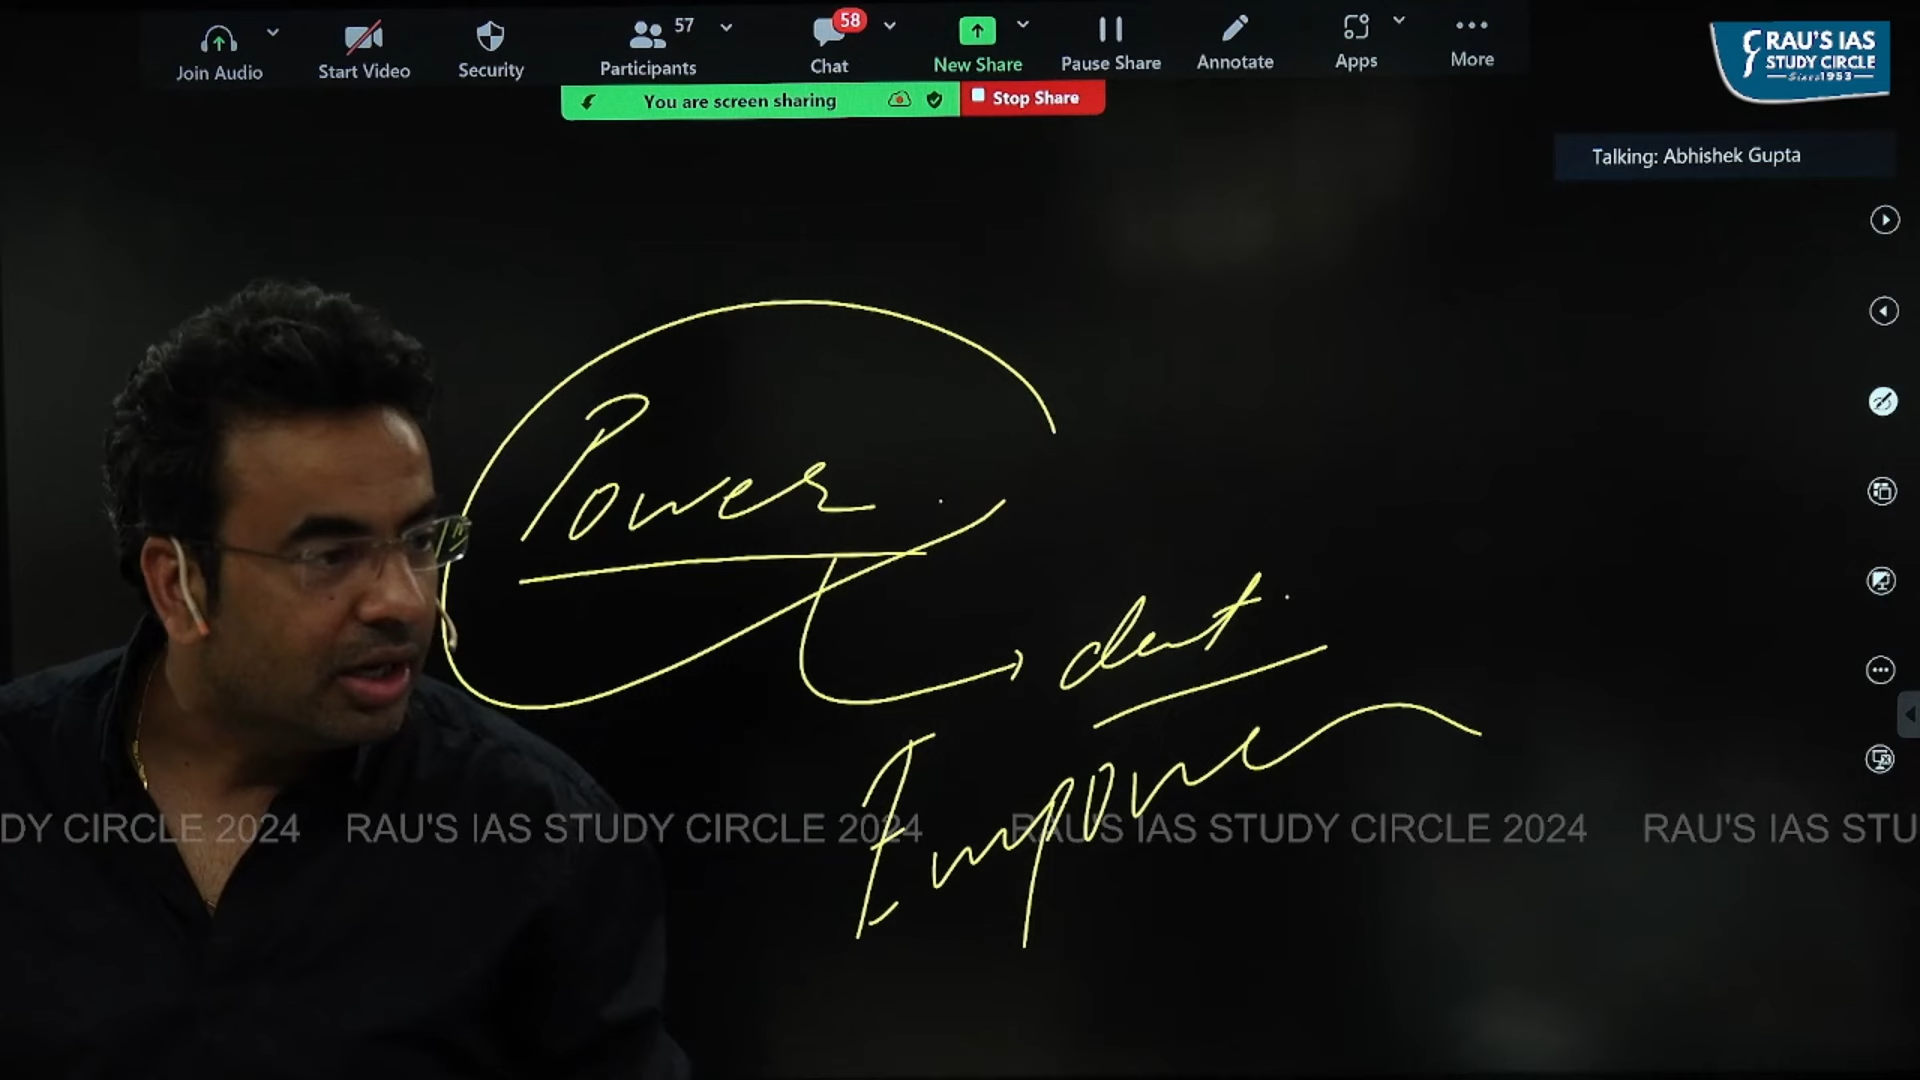 57
58
Join Audio
Start Video
Security
Participants
Chat
New Share
Pause Share
Annotate
Apps
More
RAU'S IAS
STUDY CIRCLE
Since 1953
You are screen sharing
Stop Share
Talking: Abhishek Gupta
Power
Empower
DY CIRCLE 2024 RAU'S IAS STUDY CIRCLE 2024 RAU'S IAS STUDY CIRCLE 2024 RAU'S IAS STU